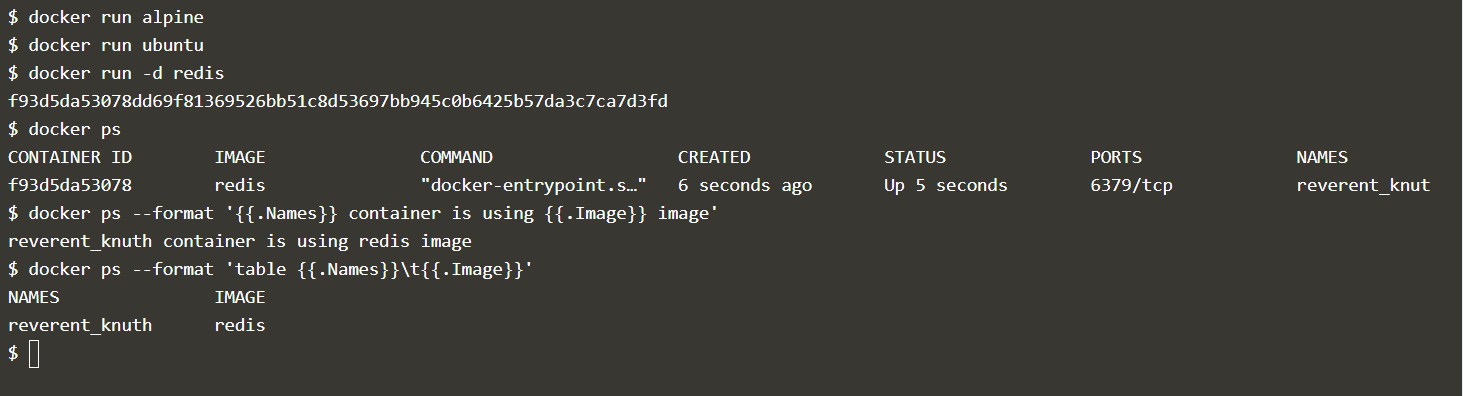 $ docker run alpine
$ docker run ubuntu
$ docker run -d redis
f93d5da53078dd69f81369526bb51c8d53697bb945c0b6425b57da3c7ca7d3fd
$ docker ps
CONTAINER ID        IMAGE               COMMAND                  CREATED             STATUS              PORTS               NAMES
f93d5da53078        redis               "docker-entrypoint.s…"   6 seconds ago       Up 5 seconds        6379/tcp            reverent_knut
$ docker ps --format '{{.Names}} container is using {{.Image}} image'
reverent_knuth container is using redis image
$ docker ps --format 'table {{.Names}}\t{{.Image}}'
NAMES               IMAGE
reverent_knuth      redis
$